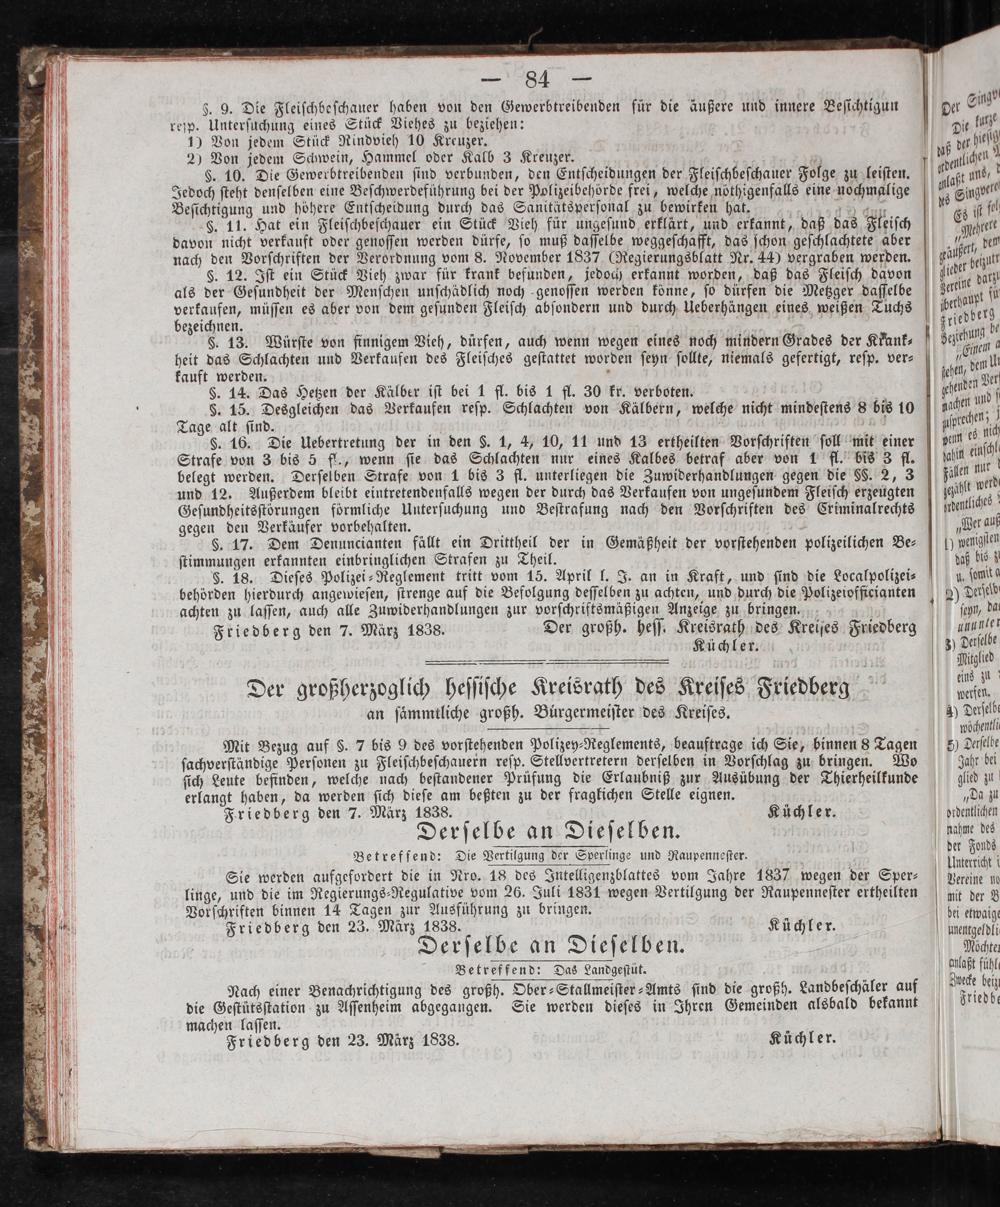 — 84 —
§. 9. Die Fleischbeschauer haben von den Gewerbtreibenden für die äußere und innere Besichtigun
resp. Untersuchung eines Stück Viehes zu beziehen:
1) Von jedem Stück Rindvieh 10 Kreuzer.
2) Von jedem Schwein, Hammel oder Kalb 3 Kreuzer.
§. 10. Die Gewerbtreibenden sind verbunden, den Entscheidungen der Fleischbeschauer Folge zu leisten.
Jedoch steht denselben eine Beschwerdeführung bei der Polizeibehörde frei, welche nöthigenfalls eine nochmalige
Besichtigung und höhere Entscheidung durch das Sanitätspersonal zu bewirken hat.
§. 11. Hat ein Fleischbeschauer ein Stück Vieh für ungesund erklärt, und erkannt, daß das Fleisch
davon nicht verkauft oder genossen werden dürfe, so muß dasselbe weggeschafft, das schon geschlachtete aber
nach den Vorschriften der Verordnung vom 8. November 1837 (Regierungsblatt Nr. 44) vergraben werden.
§. 12. Ist ein Stück Vieh zwar für krank befunden, jedoch erkannt worden, daß das Fleisch davon
als der Gesundheit der Menschen unschädlich noch genossen werden könne, so dürfen die Metzger dasselbe
verkaufen, müssen es aber von dem gesunden Fleisch absondern und durch Ueberhängen eines weißen Tuchs
bezeichnen.
§. 13. Würste von finnigem Vieh, dürfen, auch wenn wegen eines noch mindern Grades der Krank-
heit das Schlachten und Verkaufen des Fleisches gestattet worden seyn sollte, niemals gefertigt, resp. ver-
kauft werden.
§. 14. Das Hetzen der Kälber ist bei 1 fl. bis 1 fl. 30 kr. verboten.
§. 15. Desgleichen das Verkaufen resp. Schlachten von Kälbern, welche nicht mindestens 8 bis 10
Tage alt sind.
§. 16. Die Uebertretung der in den §. 1, 4, 10, 11 und 13 ertheilten Vorschriften soll mit einer
Strafe von 3 bis 5 fl., wenn sie das Schlachten nur eines Kalbes betraf aber von 1 fl. bis 3 fl.
belegt werden. Derselben Strafe von 1 bis 3 fl. unterliegen die Zuwiderhandlungen gegen die §§. 2, 3
und 12. Außerdem bleibt eintretendenfalls wegen der durch das Verkaufen von ungesundem Fleisch erzeugten
Gesundheitsstörungen förmliche Untersuchung und Bestrafung nach den Vorschriften des Criminalrechts
gegen den Verkäufer vorbehalten.
§. 17. Dem Denuncianten fällt ein Drittheil der in Gemäßheit der vorstehenden polizeilichen Be-
stimmungen erkannten einbringlichen Strafen zu Theil.
§. 18. Dieses Polizei-Reglement tritt vom 15. April l. J. an in Kraft, und sind die Localpolizei-
behörden hierdurch angewiesen, strenge auf die Befolgung desselben zu achten, und durch die Polizeiofficianten
achten zu lassen, auch alle Zuwiderhandlungen zur vorschriftsmäßigen Anzeige zu bringen.
Friedberg den 7. März 1838. Der großh. hess. Kreisrath des Kreises Friedberg
Küchler.
Der großherzoglich hessische Kreisrath des Kreises Friedberg
an sämmtliche großh. Bürgermeister des Kreises.
Mit Bezug auf §. 7 bis 9 des vorstehenden Polizey-Reglements, beauftrage ich Sie, binnen 8 Tagen
sachverständige Personen zu Fleischbeschauern resp. Stellvertretern derselben in Vorschlag zu bringen. Wo
sich Leute befinden, welche nach bestandener Prüfung die Erlaubniß zur Ausübung der Thierheilkunde
erlangt haben, da werden sich diese am beßten zu der fraglichen Stelle eignen.
Friedberg den 7. März 1838. Küchler.
Derselbe an Dieselben.
Betreffend: Die Vertilgung der Sperlinge und Raupennester.
Sie werden aufgefordert die in Nro. 18 des Intelligenzblattes vom Jahre 1837 wegen der Sper-
linge, und die im Regierungs-Regulative vom 26. Juli 1831 wegen Vertilgung der Raupennester ertheilten
Vorschriften binnen 14 Tagen zur Ausführung zu bringen.
Friedberg den 23. März 1838. Küchler.
Derselbe an Dieselben.
Betreffend: Das Landgestüt.
Nach einer Benachrichtigung des großh. Ober-Stallmeister-Amts sind die großh. Landbeschäler auf
die Gestütsstation zu Assenheim abgegangen. Sie werden dieses in Ihren Gemeinden alsbald bekannt
machen lassen.
Friedberg den 23. März 1838. Küchler.